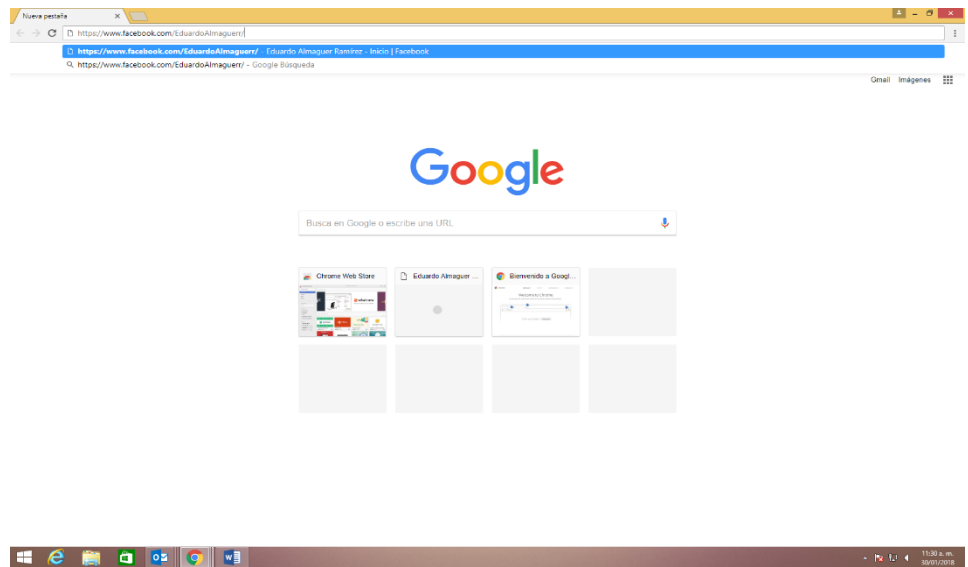 Nueva pestaña
https://www.facebook.com/EduardoAlmaguerr/
https://www.facebook.com/EduardoAlmaguerr/ - Eduardo Almaguer Ramírez - Inicio | Facebook
https://www.facebook.com/EduardoAlmaguerr/ - Google Búsqueda
Gmail Imágenes
Google
Busca en Google o escribe una URL
Chrome Web Store
Eduardo Almaguer ...
Bienvenido a Googl...
11:30 a. m.
30/01/2018